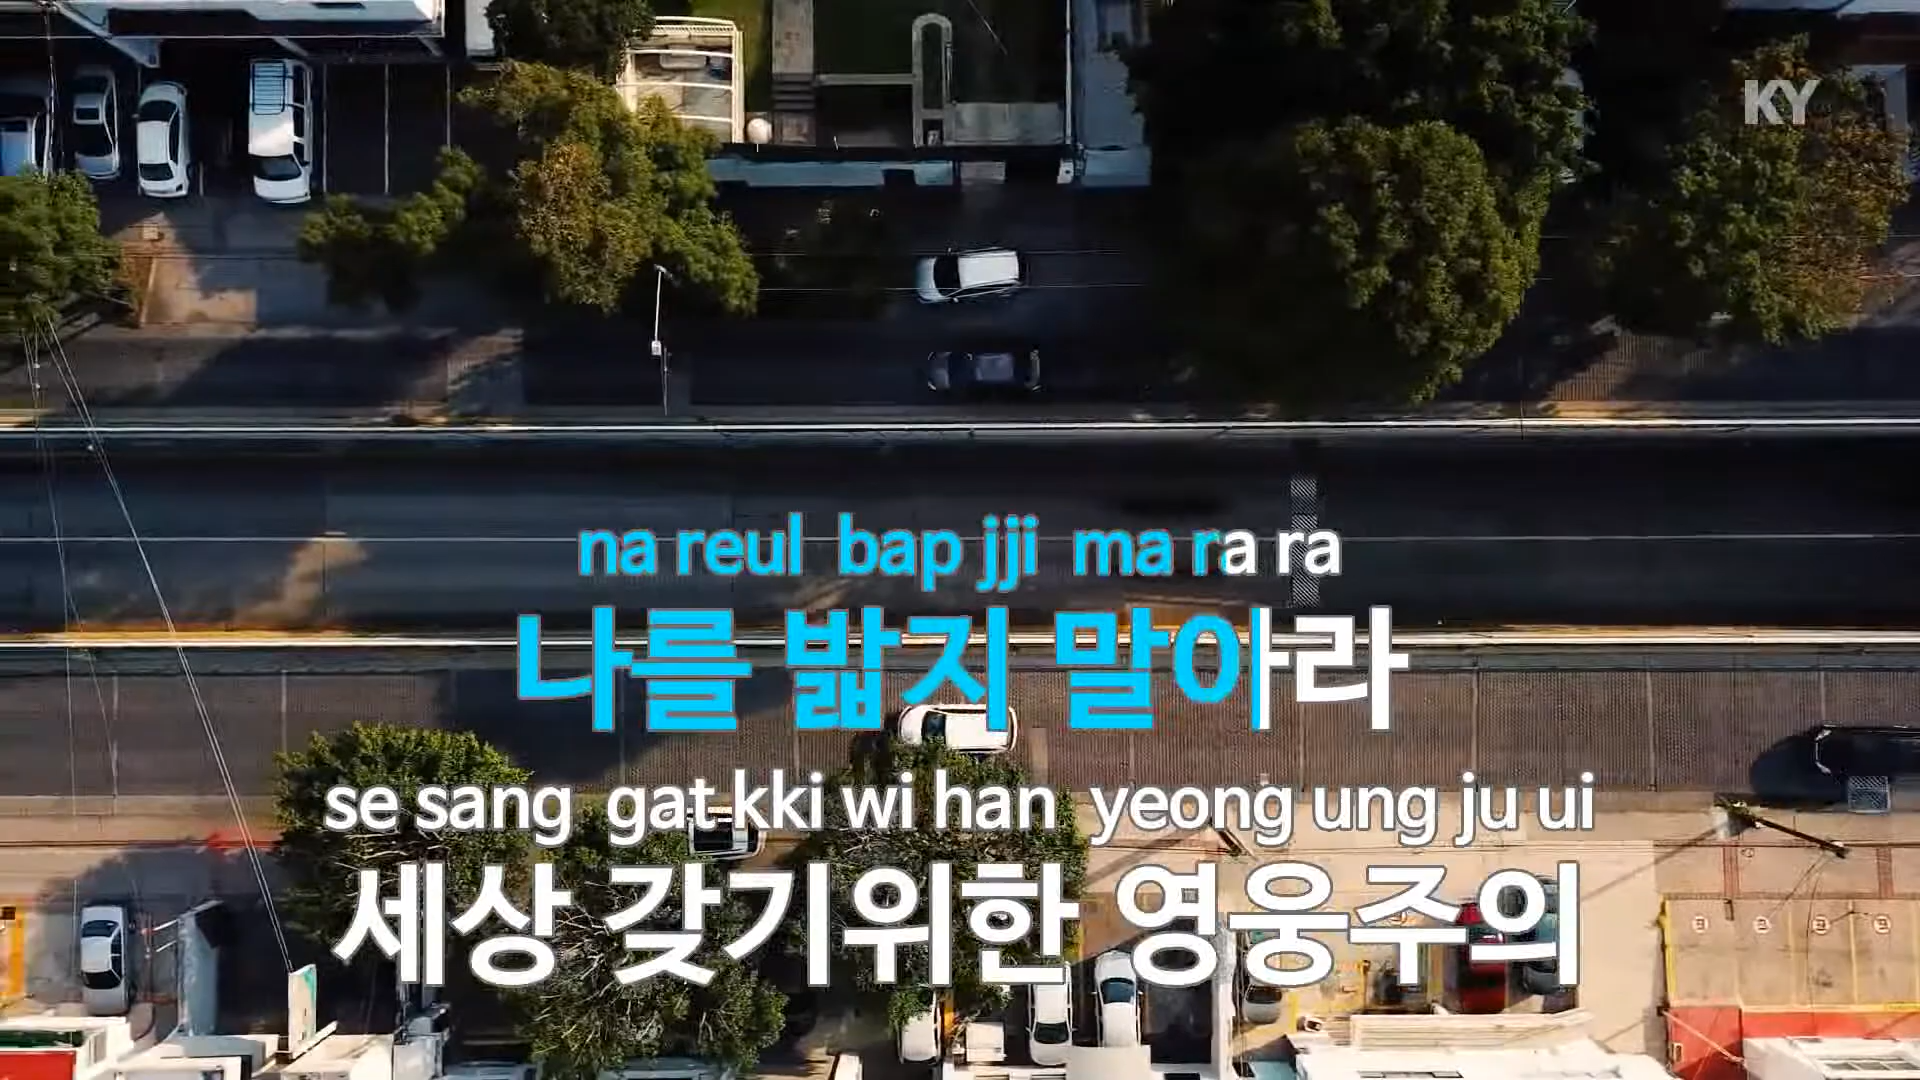 KY
na reul bap jji ma ra ra
나를 밟지 말아라
se sang gat kki wi han yeong ung ju ui
세상 갖기위한 영웅주의